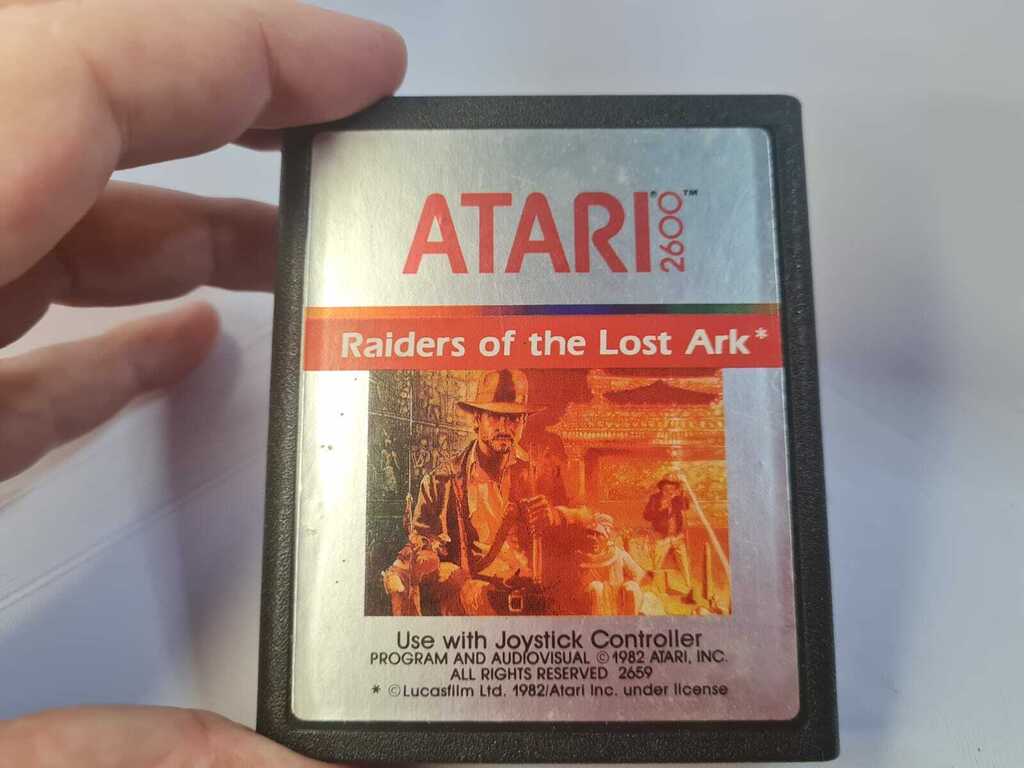 ATARI® 2600™
Raiders of the Lost Ark*
Use with Joystick Controller
PROGRAM AND AUDIOVISUAL © 1982 ATARI, INC.
ALL RIGHTS RESERVED 2659
* ©Lucasfilm Ltd. 1982/Atari Inc. under license